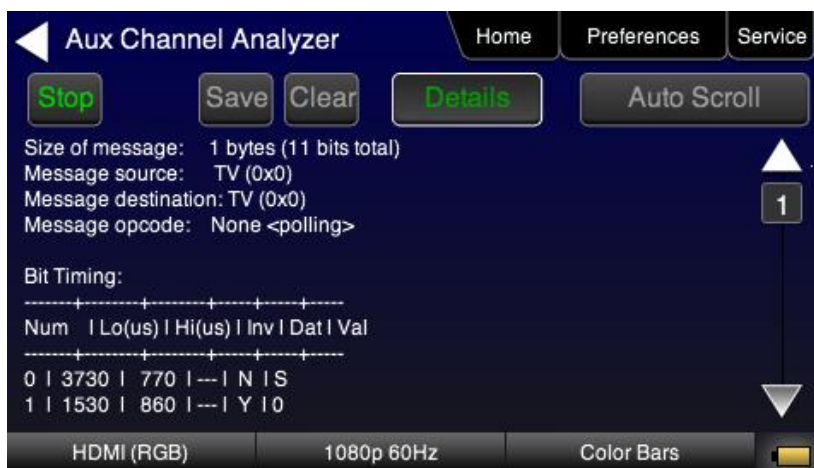 Aux Channel Analyzer Home Preferences Service
Stop Save Clear Details Auto Scroll
Size of message: 1 bytes (11 bits total)
Message source: TV (0x0)
Message destination: TV (0x0)
1
Message opcode: None <polling>
Bit Timing:
-------+--------+--------+-----+-----+-----
Num I Lo(us) I Hi(us) I Inv I Dat I Val
-------+--------+--------+-----+-----+-----
0 I 3730 I 770 I---I N I S
1 I 1530 I 860 I---I Y I 0
HDMI (RGB) 1080p 60Hz Color Bars